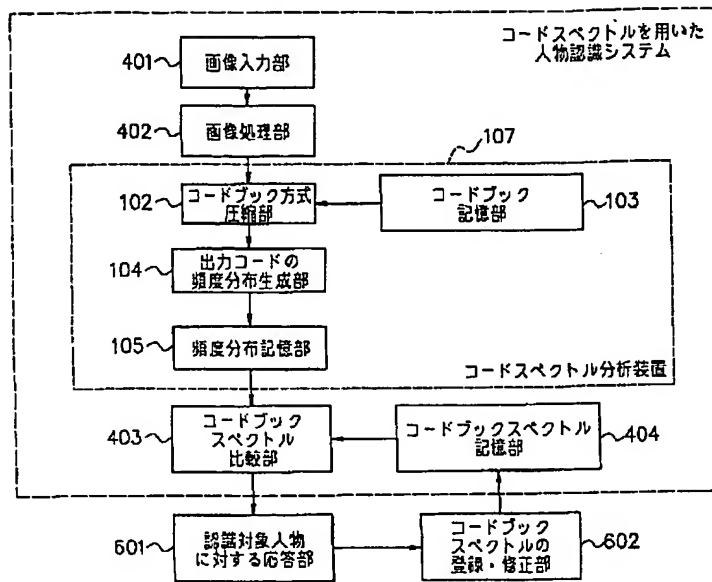 コードスペクトルを用いた
人物認識システム
401
画像入力部
402
画像処理部
107
102
コードブック方式
圧縮部
コードブック
記憶部
103
104
出力コードの
頻度分布生成部
105
頻度分布記憶部
コードスペクトル分析装置
403
コードブック
スペクトル
比較部
コードブックスペクトル
記憶部
404
601
認識対象人物
に対する応答部
コードブック
スペクトルの
登録・修正部
602